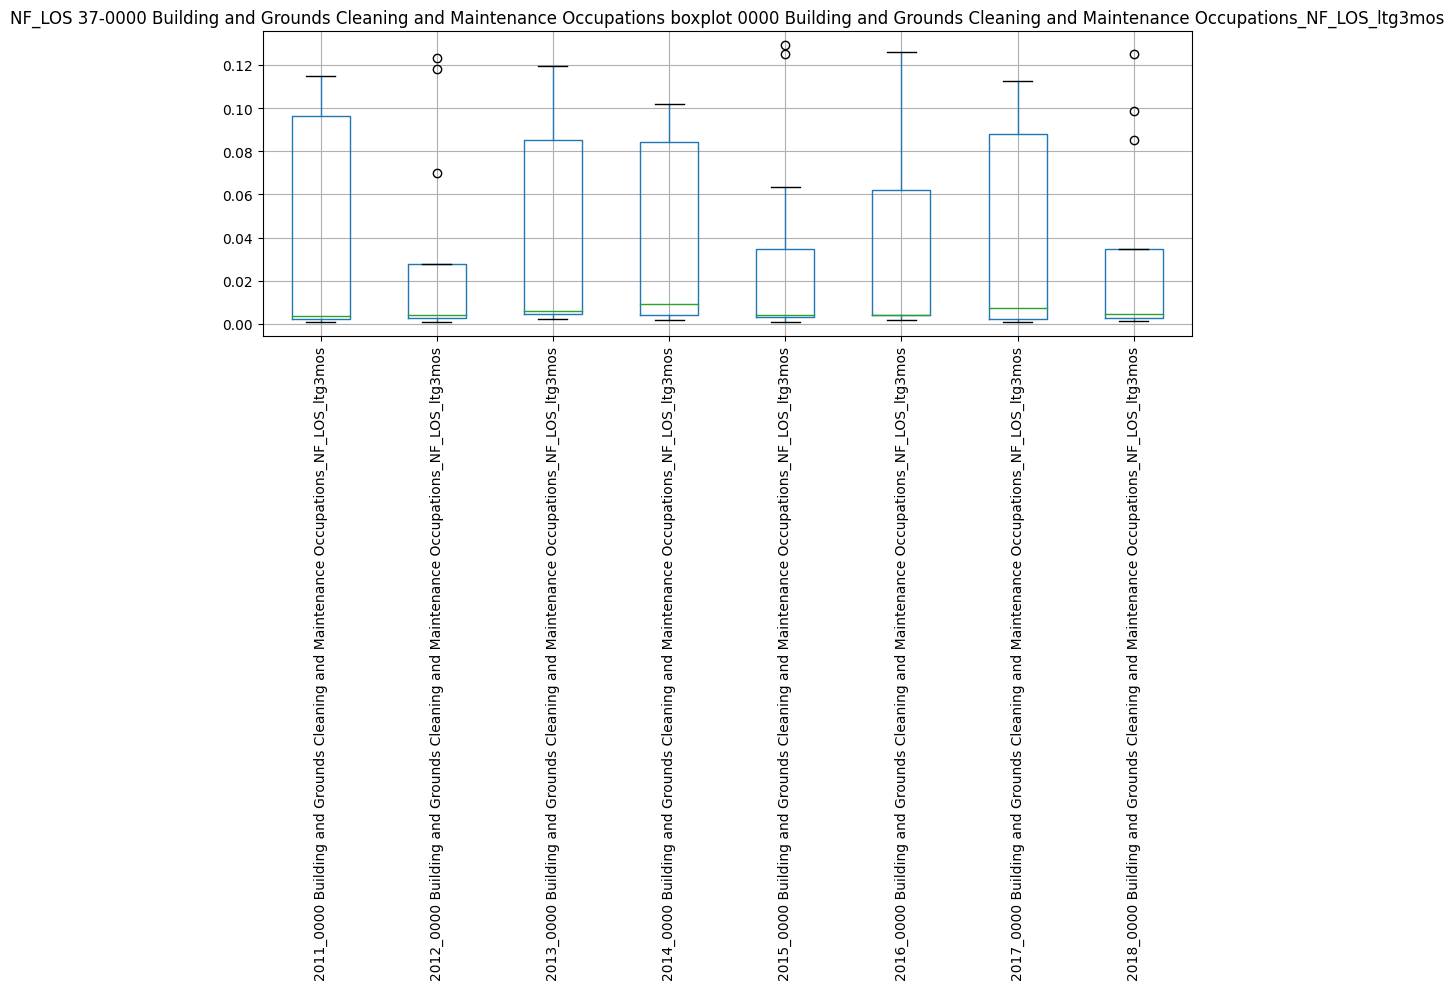 NF_LOS 37-0000 Building and Grounds Cleaning and Maintenance Occupations boxplot 0000 Building and Grounds Cleaning and Maintenance Occupations_NF_LOS_ltg3mos
0.12
0.10
0.08
0.06
0.04
0.02
0.00
2011_0000 Building and Grounds Cleaning and Maintenance Occupations_NF_LOS_ltg3mos
2012_0000 Building and Grounds Cleaning and Maintenance Occupations_NF_LOS_ltg3mos
2013_0000 Building and Grounds Cleaning and Maintenance Occupations_NF_LOS_ltg3mos
2014_0000 Building and Grounds Cleaning and Maintenance Occupations_NF_LOS_ltg3mos
2015_0000 Building and Grounds Cleaning and Maintenance Occupations_NF_LOS_ltg3mos
2016_0000 Building and Grounds Cleaning and Maintenance Occupations_NF_LOS_ltg3mos
2017_0000 Building and Grounds Cleaning and Maintenance Occupations_NF_LOS_ltg3mos
2018_0000 Building and Grounds Cleaning and Maintenance Occupations_NF_LOS_ltg3mos